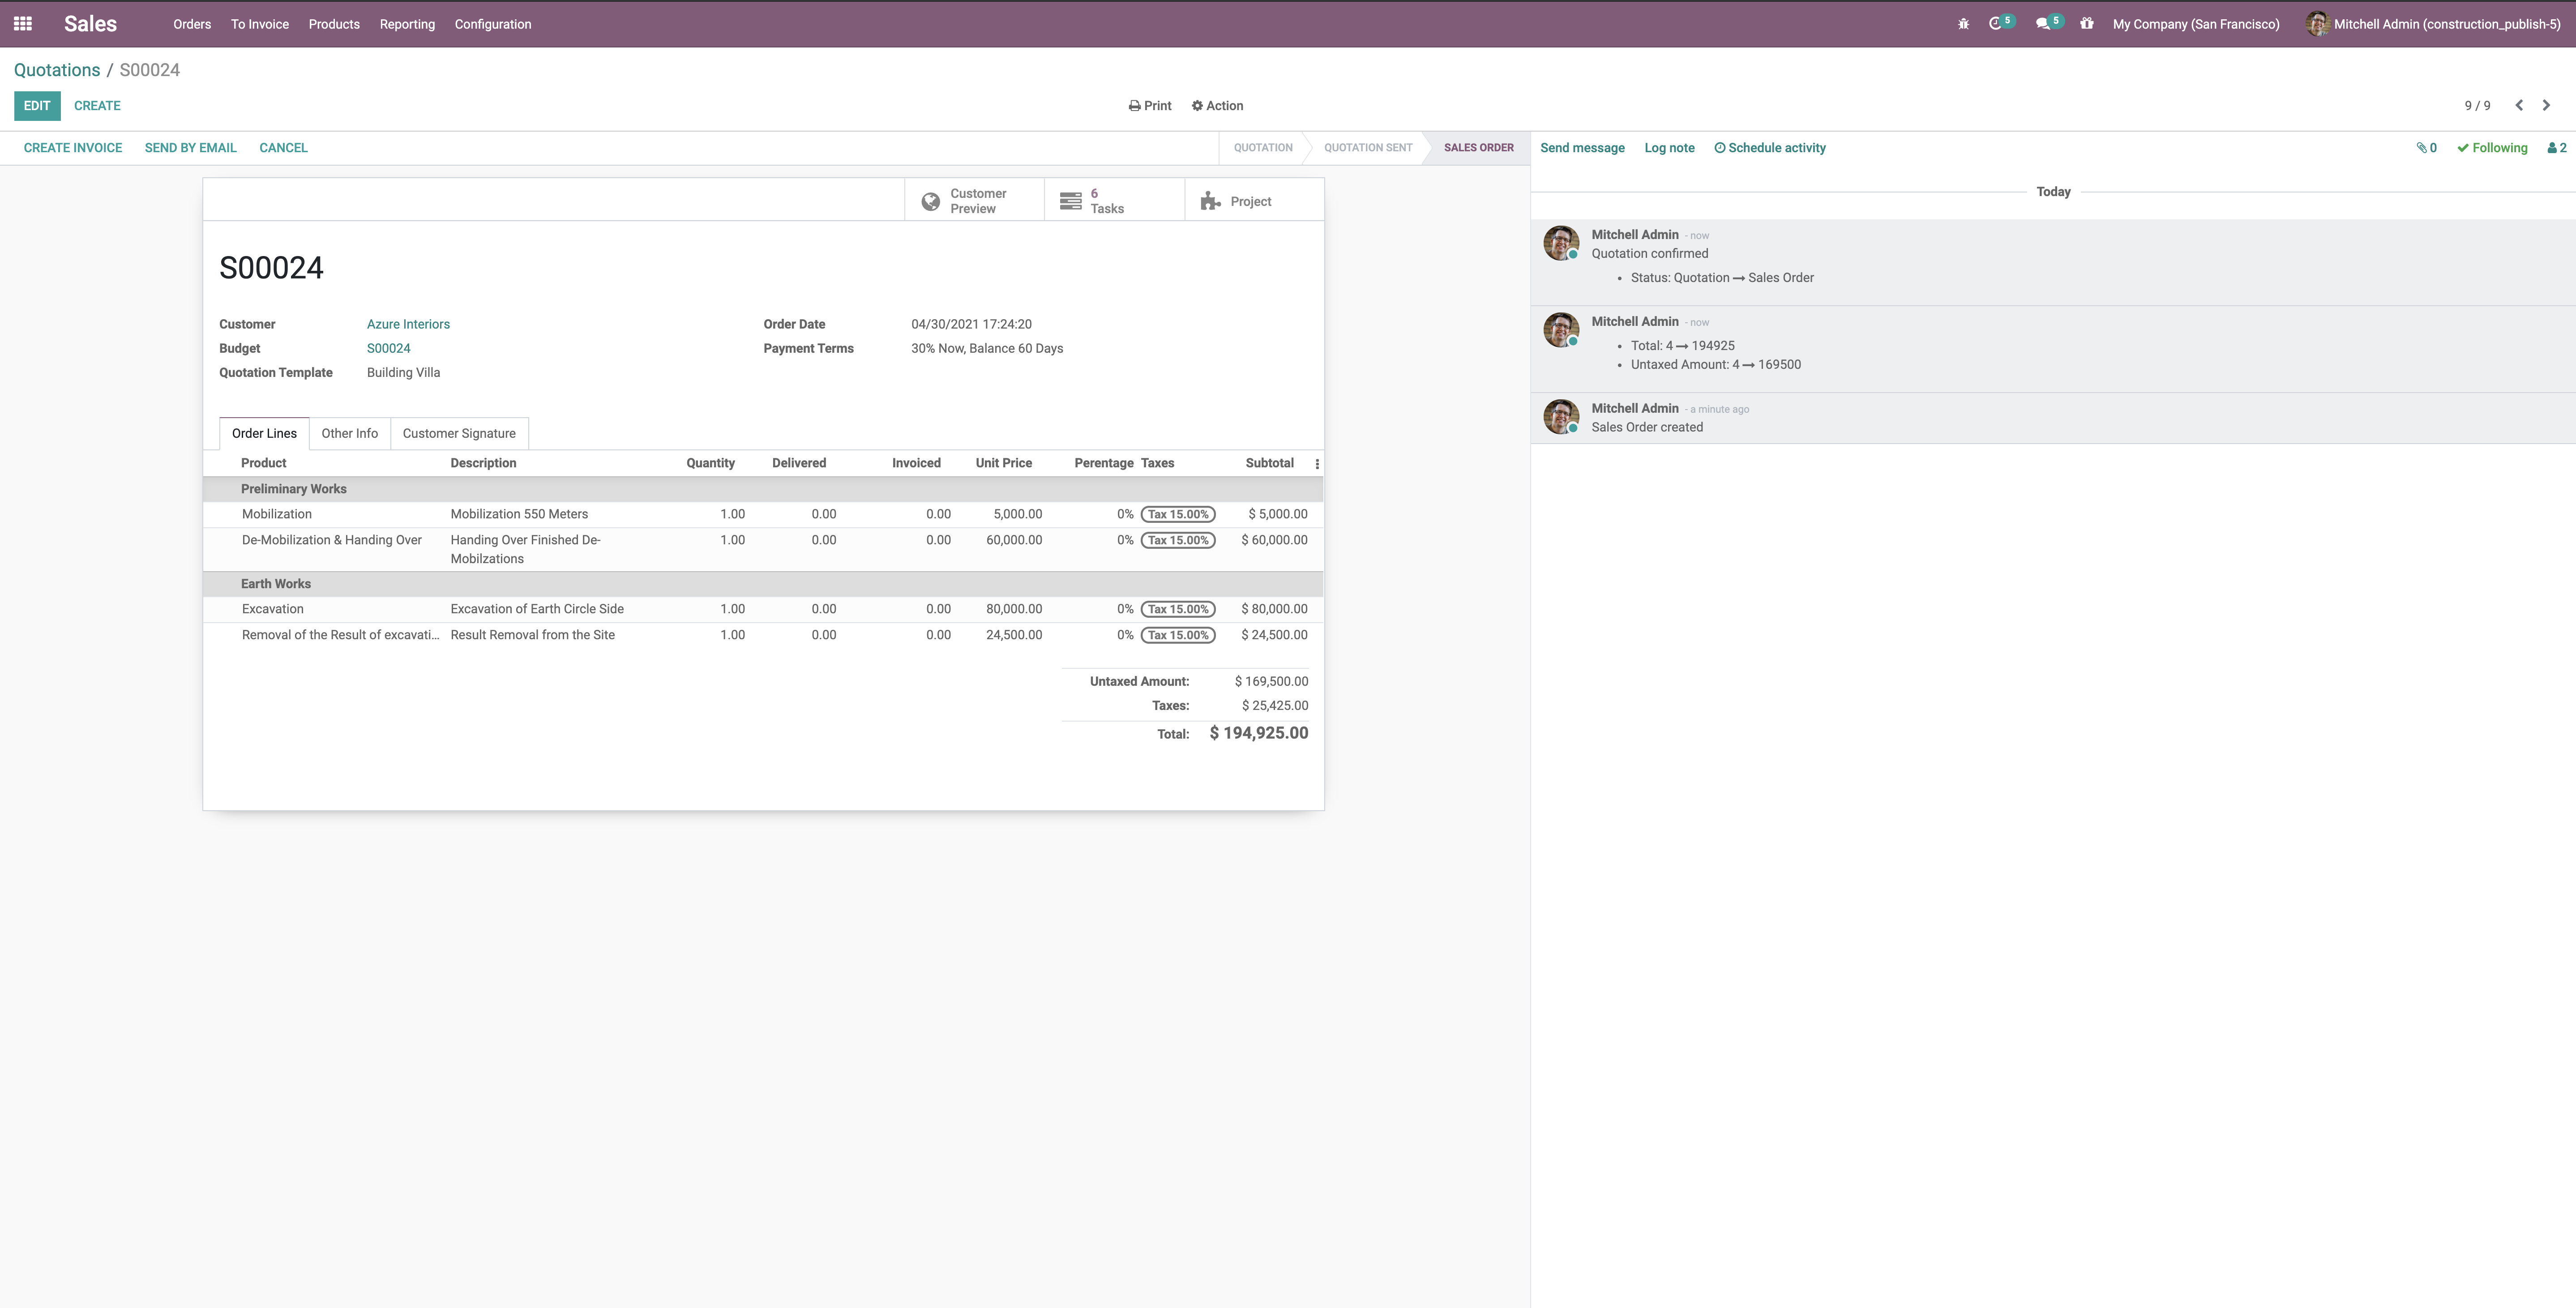 Sales Orders To Invoice Products Reporting Configuration 5 5 My Company (San Francisco) Mitchell Admin (construction_publish-5)
Quotations / S00024
EDIT CREATE Print Action 9 / 9
CREATE INVOICE SEND BY EMAIL CANCEL QUOTATION QUOTATION SENT SALES ORDER
Send message Log note Schedule activity 0 Following 2
Customer
Preview
6
Tasks
Project
S00024
Customer Azure Interiors Order Date 04/30/2021 17:24:20
Budget S00024 Payment Terms 30% Now, Balance 60 Days
Quotation Template Building Villa
Order Lines Other Info Customer Signature
Product Description Quantity Delivered Invoiced Unit Price Perentage Taxes Subtotal
Preliminary Works
Mobilization Mobilization 550 Meters 1.00 0.00 0.00 5,000.00 0% Tax 15.00% $ 5,000.00
De-Mobilization & Handing Over Handing Over Finished De- 1.00 0.00 0.00 60,000.00 0% Tax 15.00% $ 60,000.00
Mobilzations
Earth Works
Excavation Excavation of Earth Circle Side 1.00 0.00 0.00 80,000.00 0% Tax 15.00% $ 80,000.00
Removal of the Result of excavati... Result Removal from the Site 1.00 0.00 0.00 24,500.00 0% Tax 15.00% $ 24,500.00
Untaxed Amount: $ 169,500.00
Taxes: $ 25,425.00
Total: $ 194,925.00
Today
Mitchell Admin - now
Quotation confirmed
• Status: Quotation → Sales Order
Mitchell Admin - now
• Total: 4 → 194925
• Untaxed Amount: 4 → 169500
Mitchell Admin - a minute ago
Sales Order created